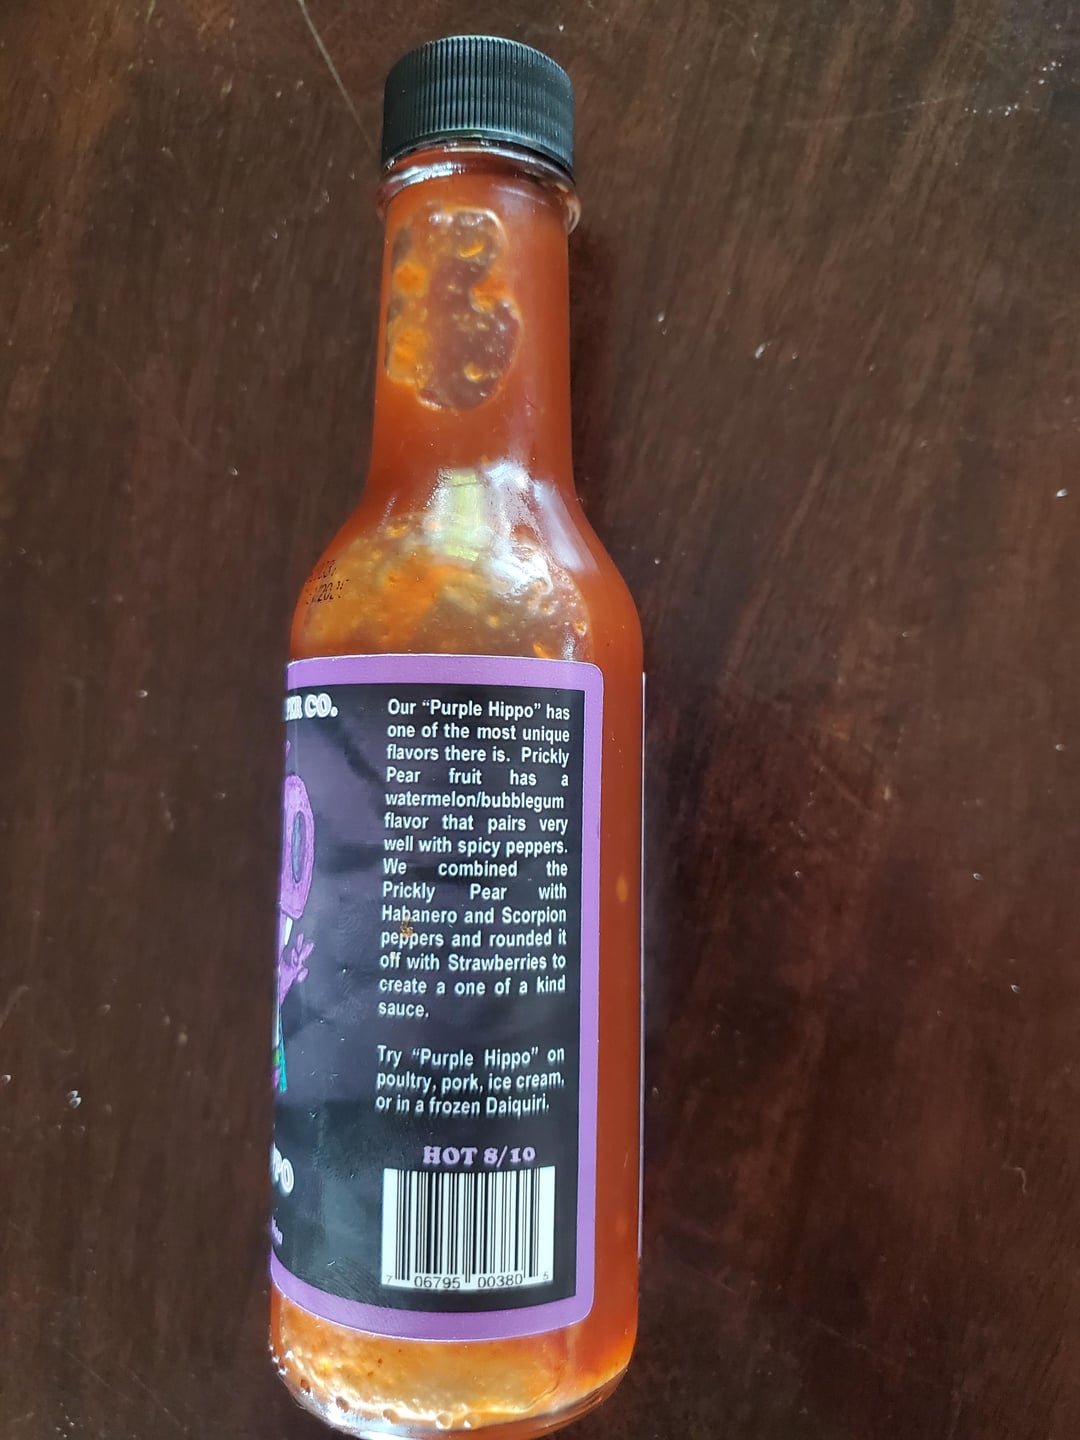 CO.
Our “Purple Hippo” has
one of the most unique
flavors there is. Prickly
Pear fruit has a
watermelon/bubblegum
flavor that pairs very
well with spicy peppers.
We combined the
Prickly Pear with
Habanero and Scorpion
peppers and rounded it
off with Strawberries to
create a one of a kind
sauce.
Try “Purple Hippo” on
poultry, pork, ice cream,
or in a frozen Daiquiri.
HOT 8/10
7 06795 00380 5